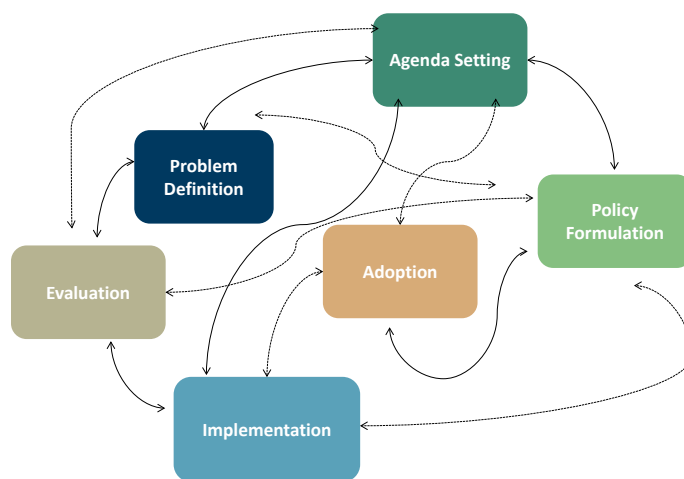 Agenda Setting
Problem
Definition
Policy
Formulation
Evaluation
Adoption
Implementation